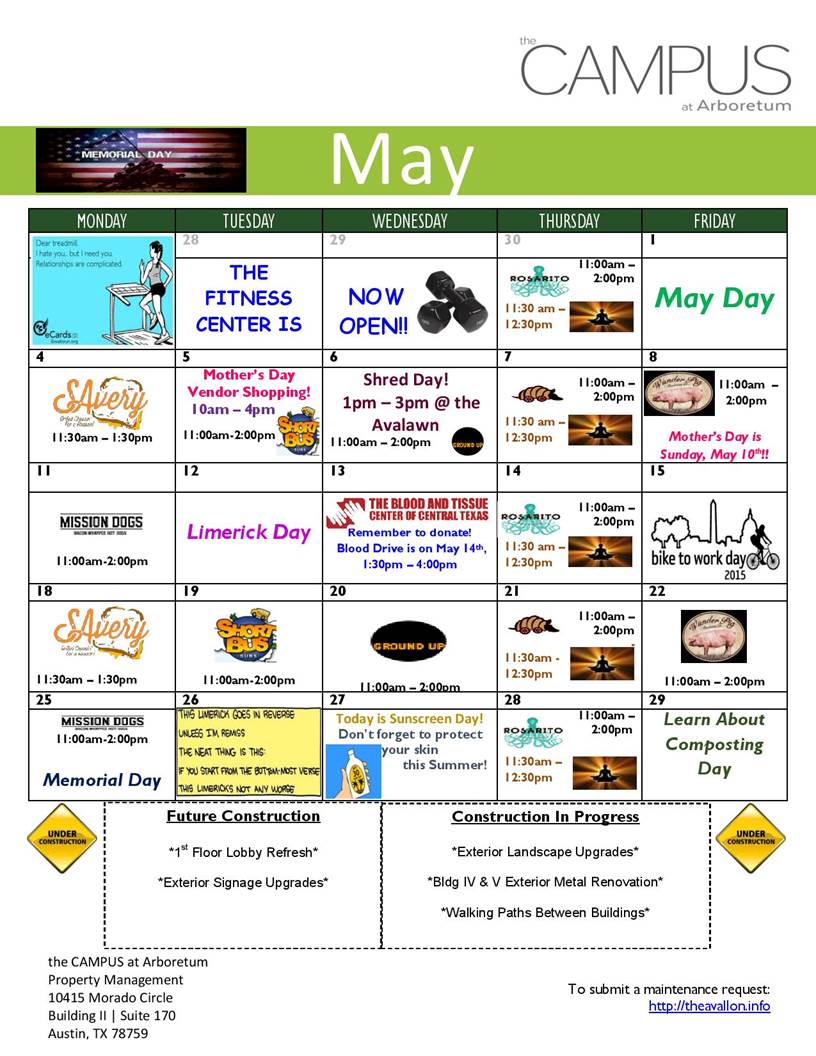 the
CAMPUS
at Arboretum
MEMORIAL DAY
May
MONDAY
TUESDAY
WEDNESDAY
THURSDAY
FRIDAY
Dear treadmill.
I hate you, but I need you.
Relationships are complicated.
eCards
28
THE
FITNESS
CENTER IS
29
NOW
OPEN!!
30
ROSARITO
11:00am –
2:00pm
11:30 am –
12:30pm
1
May Day
4
SAvery
11:30am – 1:30pm
5
Mother's Day
Vendor Shopping!
10am – 4pm
11:00am-2:00pm
SHORT
BUS
SUBS
6
Shred Day!
1pm – 3pm @ the
Avalawn
11:00am – 2:00pm
GROUND UP
7
11:00am –
2:00pm
11:30 am –
12:30pm
8
Wander Pig
11:00am –
2:00pm
Mother's Day is
Sunday, May 10th!!
11
MISSION DOGS
BACON-WRAPPED HOT-DOGS
11:00am-2:00pm
12
Limerick Day
13
THE BLOOD AND TISSUE
CENTER OF CENTRAL TEXAS
Remember to donate!
Blood Drive is on May 14th,
1:30pm – 4:00pm
14
ROSARITO
11:00am –
2:00pm
11:30 am –
12:30pm
15
bike to work day
2015
18
SAvery
11:30am – 1:30pm
19
SHORT
BUS
SUBS
11:00am-2:00pm
20
GROUND UP
11:00am – 2:00pm
21
11:00am –
2:00pm
11:30am -
12:30pm
22
Wander Pig
11:00am – 2:00pm
25
MISSION DOGS
11:00am-2:00pm
Memorial Day
26
THIS LIMERICK GOES IN REVERSE
UNLESS I'M REMISS
THE NEAT THING IS THIS:
IF YOU START FROM THE BOTTOM-MOST VERSE
THIS LIMERICK'S NOT ANY WORSE
27
Today is Sunscreen Day!
Don't forget to protect
your skin
this Summer!
30
28
ROSARITO
11:00am –
2:00pm
11:30am –
12:30pm
29
Learn About
Composting
Day
UNDER
CONSTRUCTION
Future Construction
*1st Floor Lobby Refresh*
*Exterior Signage Upgrades*
Construction In Progress
*Exterior Landscape Upgrades*
*Bldg IV & V Exterior Metal Renovation*
*Walking Paths Between Buildings*
UNDER
CONSTRUCTION
the CAMPUS at Arboretum
Property Management
10415 Morado Circle
Building II | Suite 170
Austin, TX 78759
To submit a maintenance request:
http://theavallon.info